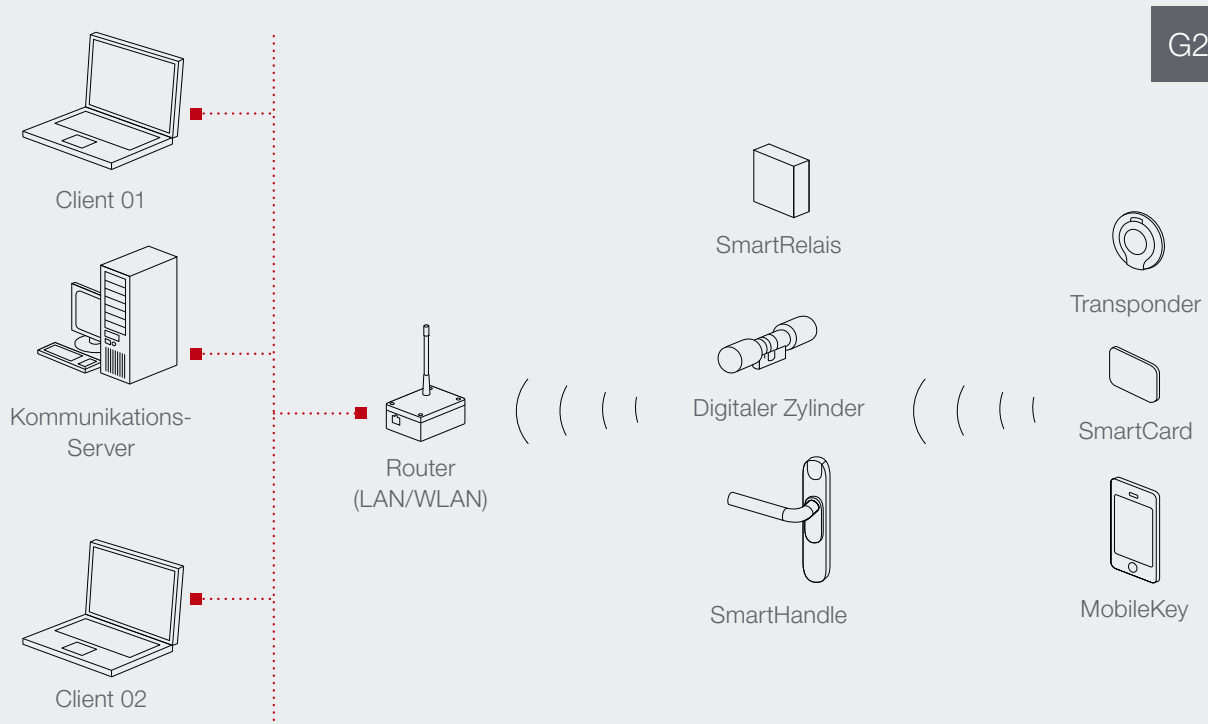 G2
Client 01
SmartRelais
Transponder
Kommunikations-
Server
Digitaler Zylinder
SmartCard
Router
(LAN/WLAN)
SmartHandle
MobileKey
Client 02